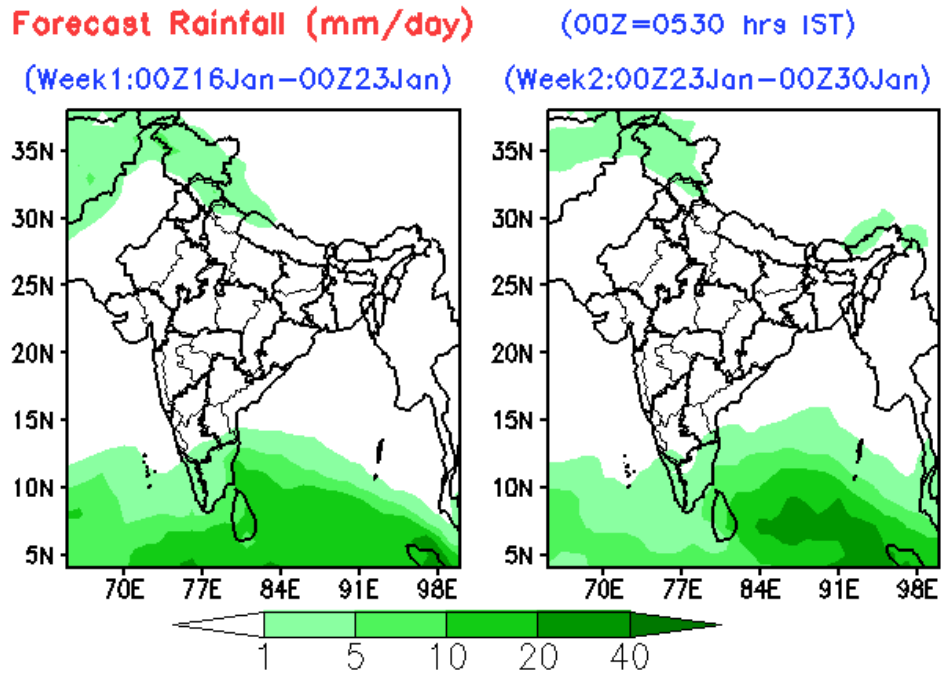 Forecast Rainfall (mm/day) (00Z=0530 hrs IST)
(Week1:00Z16Jan-00Z23Jan) (Week2:00Z23Jan-00Z30Jan)
35N
30N
25N
20N
15N
10N
5N
70E 77E 84E 91E 98E
35N
30N
25N
20N
15N
10N
5N
70E 77E 84E 91E 98E
1 5 10 20 40